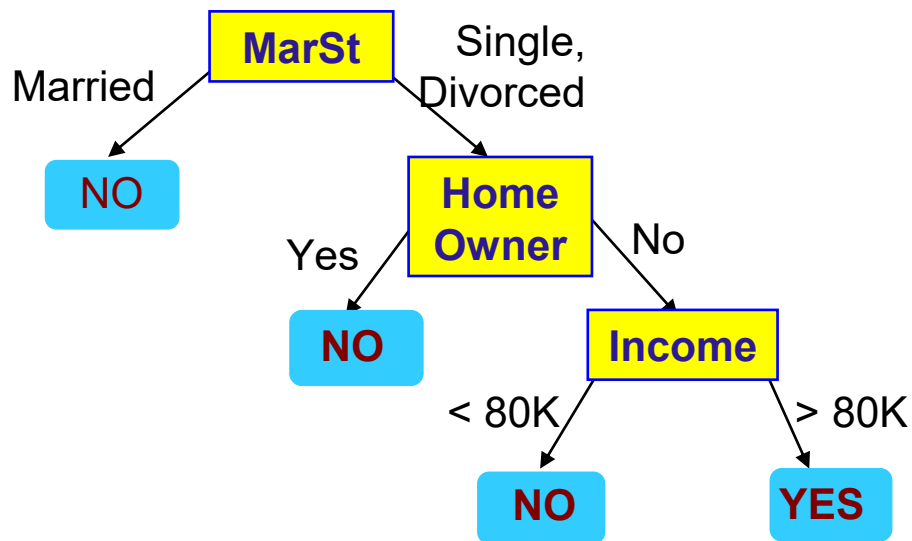 MarSt
Single,
Divorced
Married
NO
Home
Owner
Yes
No
NO
Income
< 80K
> 80K
NO
YES